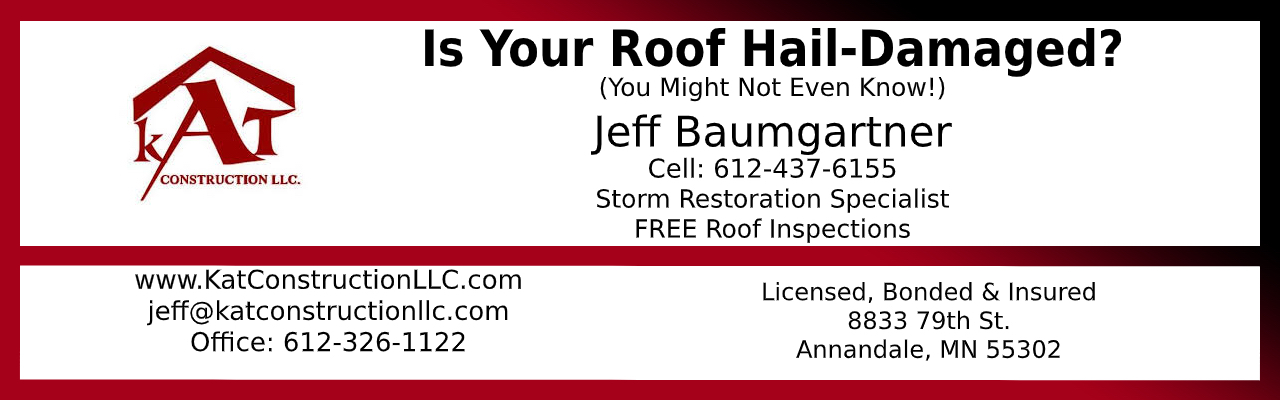 kAT
CONSTRUCTION LLC.
Is Your Roof Hail-Damaged?
(You Might Not Even Know!)
Jeff Baumgartner
Cell: 612-437-6155
Storm Restoration Specialist
FREE Roof Inspections
www.KatConstructionLLC.com
jeff@katconstructionllc.com
Office: 612-326-1122
Licensed, Bonded & Insured
8833 79th St.
Annandale, MN 55302